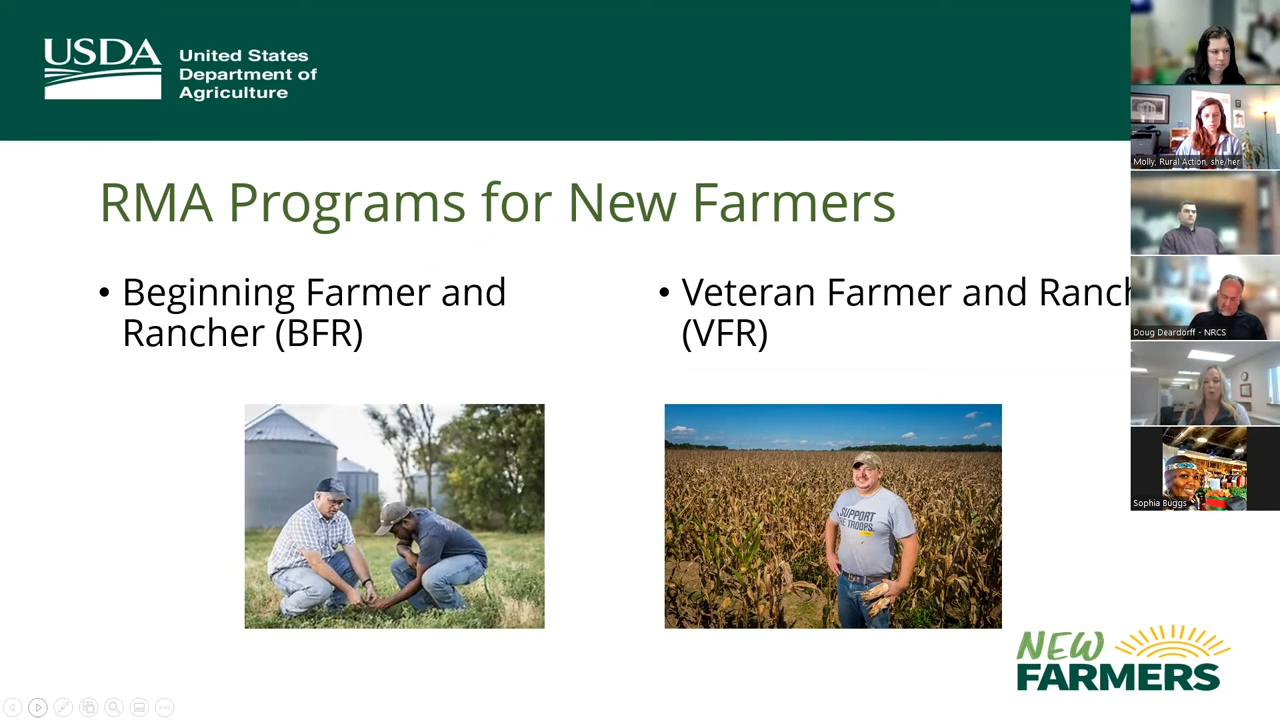 USDA
United States
Department of
Agriculture
RMA Programs for New Farmers
• Beginning Farmer and
Rancher (BFR)
• Veteran Farmer and Ranch
(VFR)
SUPPORT
THE TROOPS.
NEW
FARMERS
Molly, Rural Action, she/her
Doug Deardorff - NRCS
Sophia Buggs